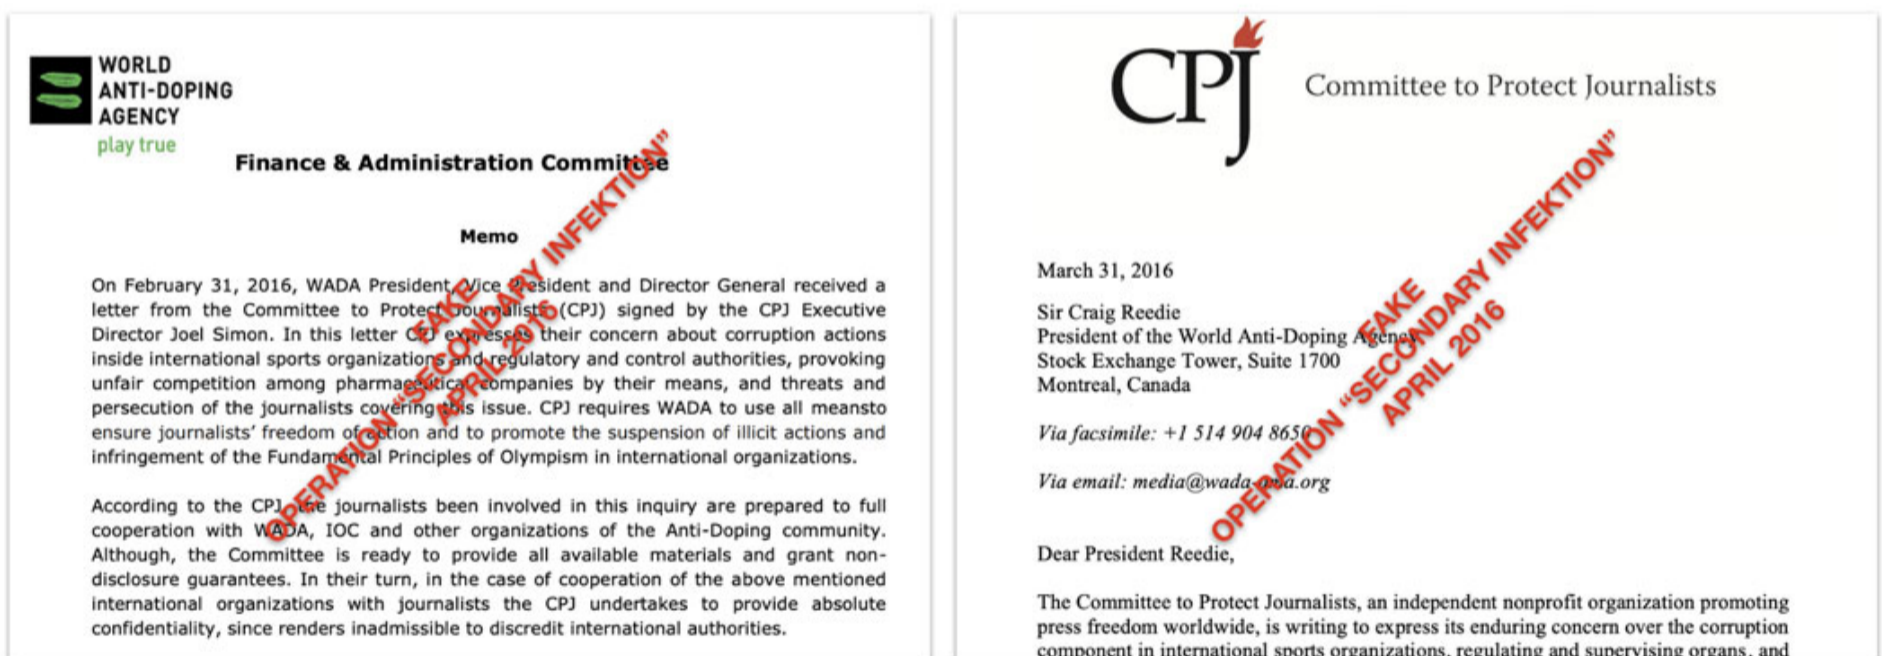 WORLD
ANTI-DOPING
AGENCY
play true
Finance & Administration Committee
Memo
On February 31, 2016, WADA President, Vice President and Director General received a
letter from the Committee to Protect Journalists (CPJ) signed by the CPJ Executive
Director Joel Simon. In this letter CPJ expresses their concern about corruption actions
inside international sports organizations and regulatory and control authorities, provoking
unfair competition among pharmaceutical companies by their means, and threats and
persecution of the journalists covering this issue. CPJ requires WADA to use all meansto
ensure journalists’ freedom of action and to promote the suspension of illicit actions and
infringement of the Fundamental Principles of Olympism in international organizations.
According to the CPJ, the journalists been involved in this inquiry are prepared to full
cooperation with WADA, IOC and other organizations of the Anti-Doping community.
Although, the Committee is ready to provide all available materials and grant non-
disclosure guarantees. In their turn, in the case of cooperation of the above mentioned
international organizations with journalists the CPJ undertakes to provide absolute
confidentiality, since renders inadmissible to discredit international authorities.
FAKE
OPERATION “SECONDARY INFEKTION”
APRIL 2016
CPJ
Committee to Protect Journalists
March 31, 2016
Sir Craig Reedie
President of the World Anti-Doping Agency
Stock Exchange Tower, Suite 1700
Montreal, Canada
Via facsimile: +1 514 904 8650
Via email: media@wada-ama.org
Dear President Reedie,
The Committee to Protect Journalists, an independent nonprofit organization promoting
press freedom worldwide, is writing to express its enduring concern over the corruption
component in international sports organizations, regulating and supervising organs, and
FAKE
OPERATION “SECONDARY INFEKTION”
APRIL 2016